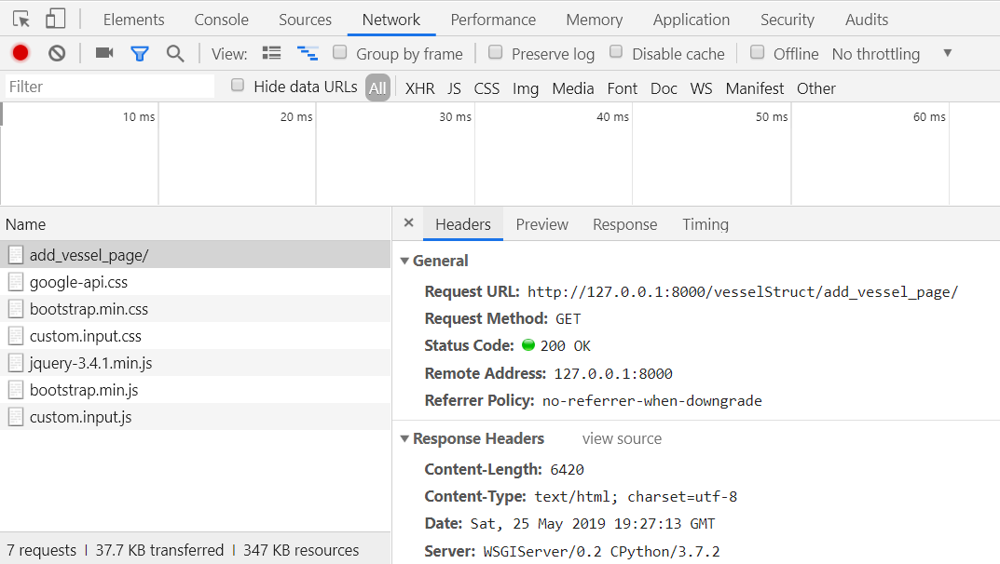 Elements Console Sources Network Performance Memory Application Security Audits
View: Group by frame Preserve log Disable cache Offline No throttling ▼
Filter Hide data URLs All XHR JS CSS Img Media Font Doc WS Manifest Other
10 ms 20 ms 30 ms 40 ms 50 ms 60 ms
Name
add_vessel_page/
google-api.css
bootstrap.min.css
custom.input.css
jquery-3.4.1.min.js
bootstrap.min.js
custom.input.js
7 requests | 37.7 KB transferred | 347 KB resources
× Headers Preview Response Timing
▼ General
Request URL: http://127.0.0.1:8000/vesselStruct/add_vessel_page/
Request Method: GET
Status Code: 200 OK
Remote Address: 127.0.0.1:8000
Referrer Policy: no-referrer-when-downgrade
▼ Response Headers view source
Content-Length: 6420
Content-Type: text/html; charset=utf-8
Date: Sat, 25 May 2019 19:27:13 GMT
Server: WSGIServer/0.2 CPython/3.7.2